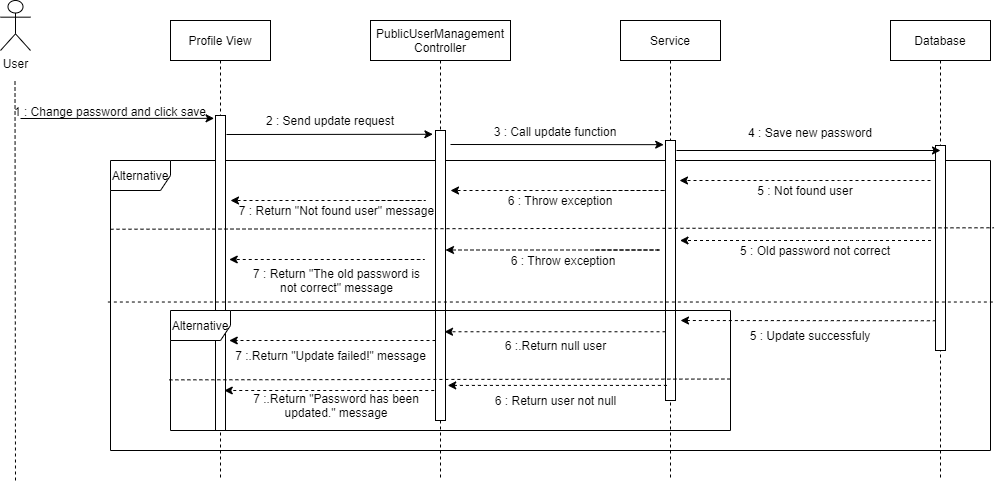 User
Profile View
PublicUserManagement
Controller
Service
Database
1 : Change password and click save
2 : Send update request
3 : Call update function
4 : Save new password
Alternative
5 : Not found user
6 : Throw exception
7 : Return "Not found user" message
5 : Old password not correct
6 : Throw exception
7 : Return "The old password is
not correct" message
Alternative
5 : Update successfuly
6 :.Return null user
7 :.Return "Update failed!" message
6 : Return user not null
7 :.Return "Password has been
updated." message